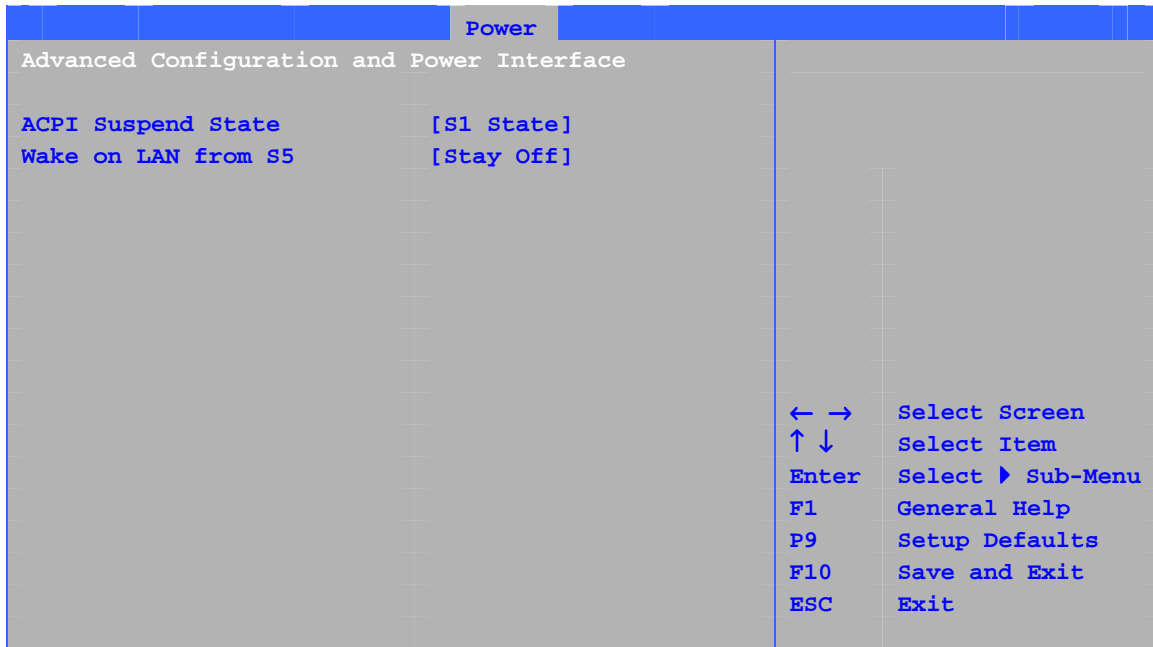 Power
Advanced Configuration and Power Interface
ACPI Suspend State [S1 State]
Wake on LAN from S5 [Stay Off]
← → Select Screen
↑ ↓ Select Item
Enter Select ▶ Sub-Menu
F1 General Help
P9 Setup Defaults
F10 Save and Exit
ESC Exit